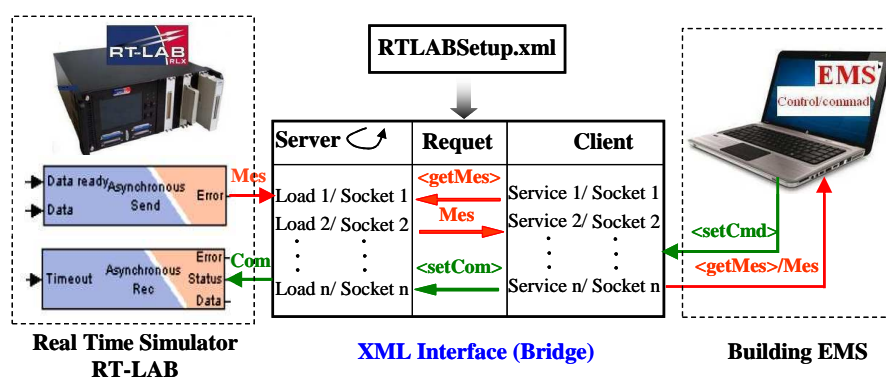 RT-LAB
RLX
Data ready
Data
Asynchronous
Send
Error
Mes
Timeout
Asynchronous
Rec
Error
Status
Data
Com
Real Time Simulator
RT-LAB
RTLABSetup.xml
Server
Requet
Client
Load 1/ Socket 1
<getMes>
Service 1/ Socket 1
Load 2/ Socket 2
Mes
Service 2/ Socket 2
<setCom>
Load n/ Socket n
Service n/ Socket n
XML Interface (Bridge)
EMS
Control/commad
<setCmd>
<getMes>/Mes
Building EMS